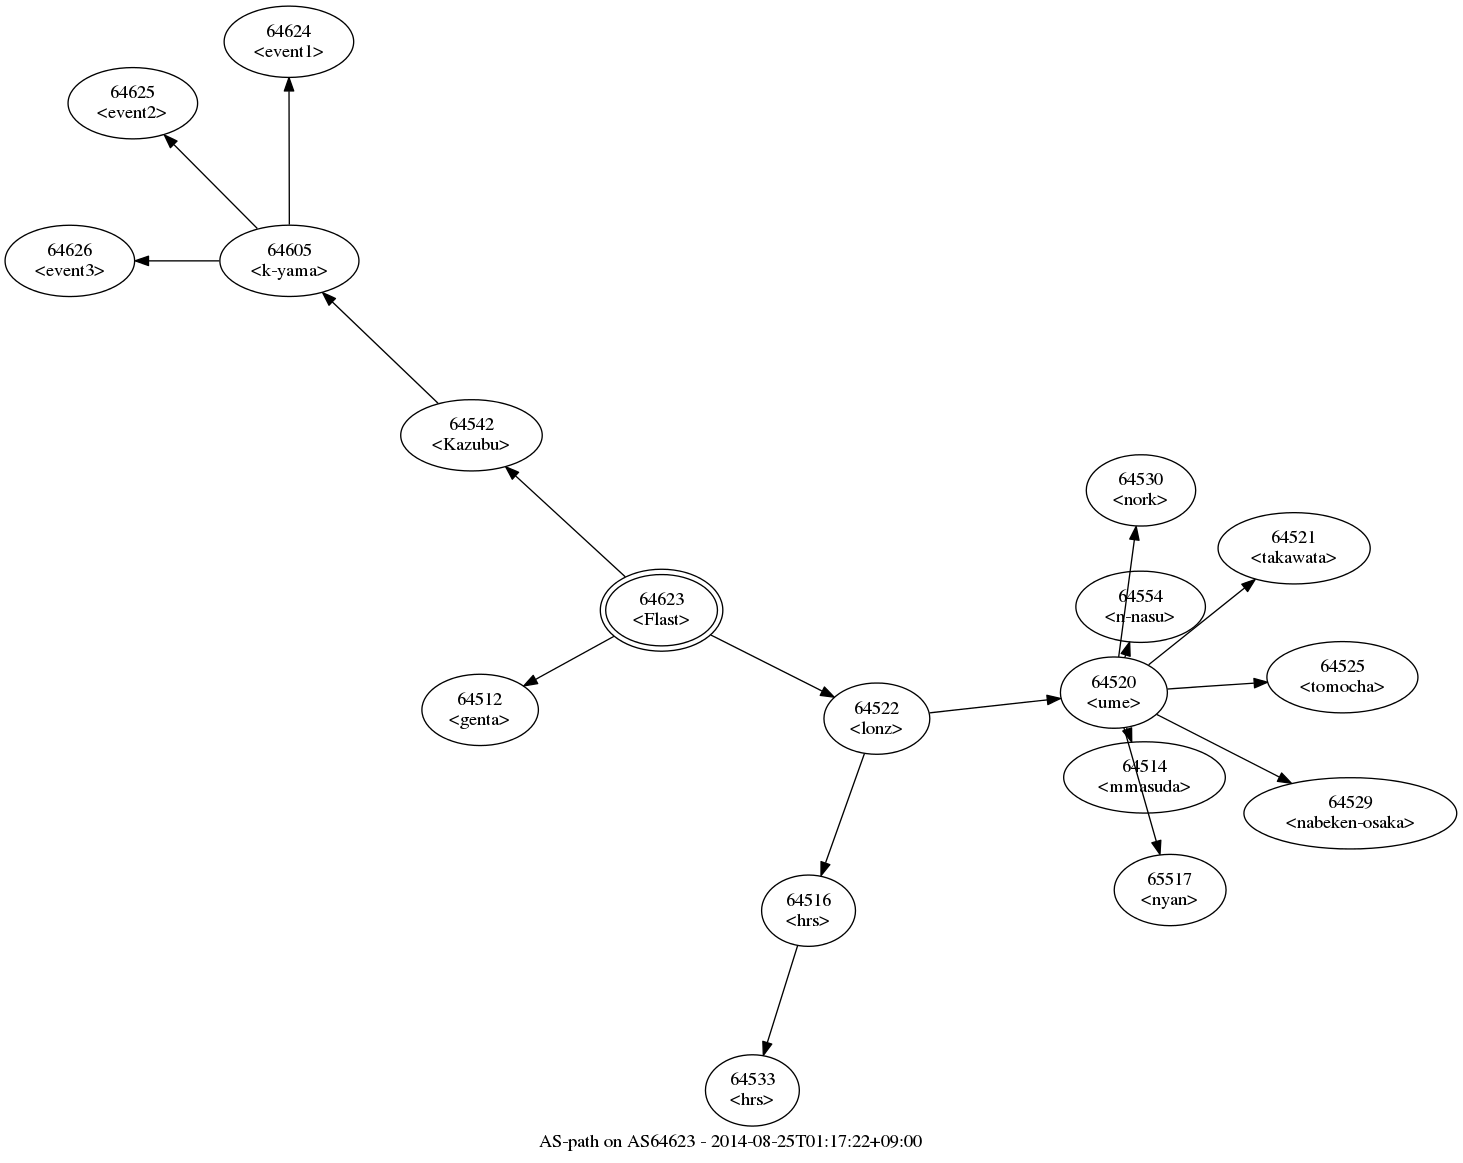 64624
<event1>
64625
<event2>
64626
<event3>
64605
<k-yama>
64542
<Kazubu>
64530
<nork>
64521
<takawata>
64554
<n-nasu>
64623
<Flast>
64525
<tomocha>
64520
<ume>
64512
<genta>
64522
<lonz>
64514
<mmasuda>
64529
<nabeken-osaka>
65517
<nyan>
64516
<hrs>
64533
<hrs>
AS-path on AS64623 - 2014-08-25T01:17:22+09:00